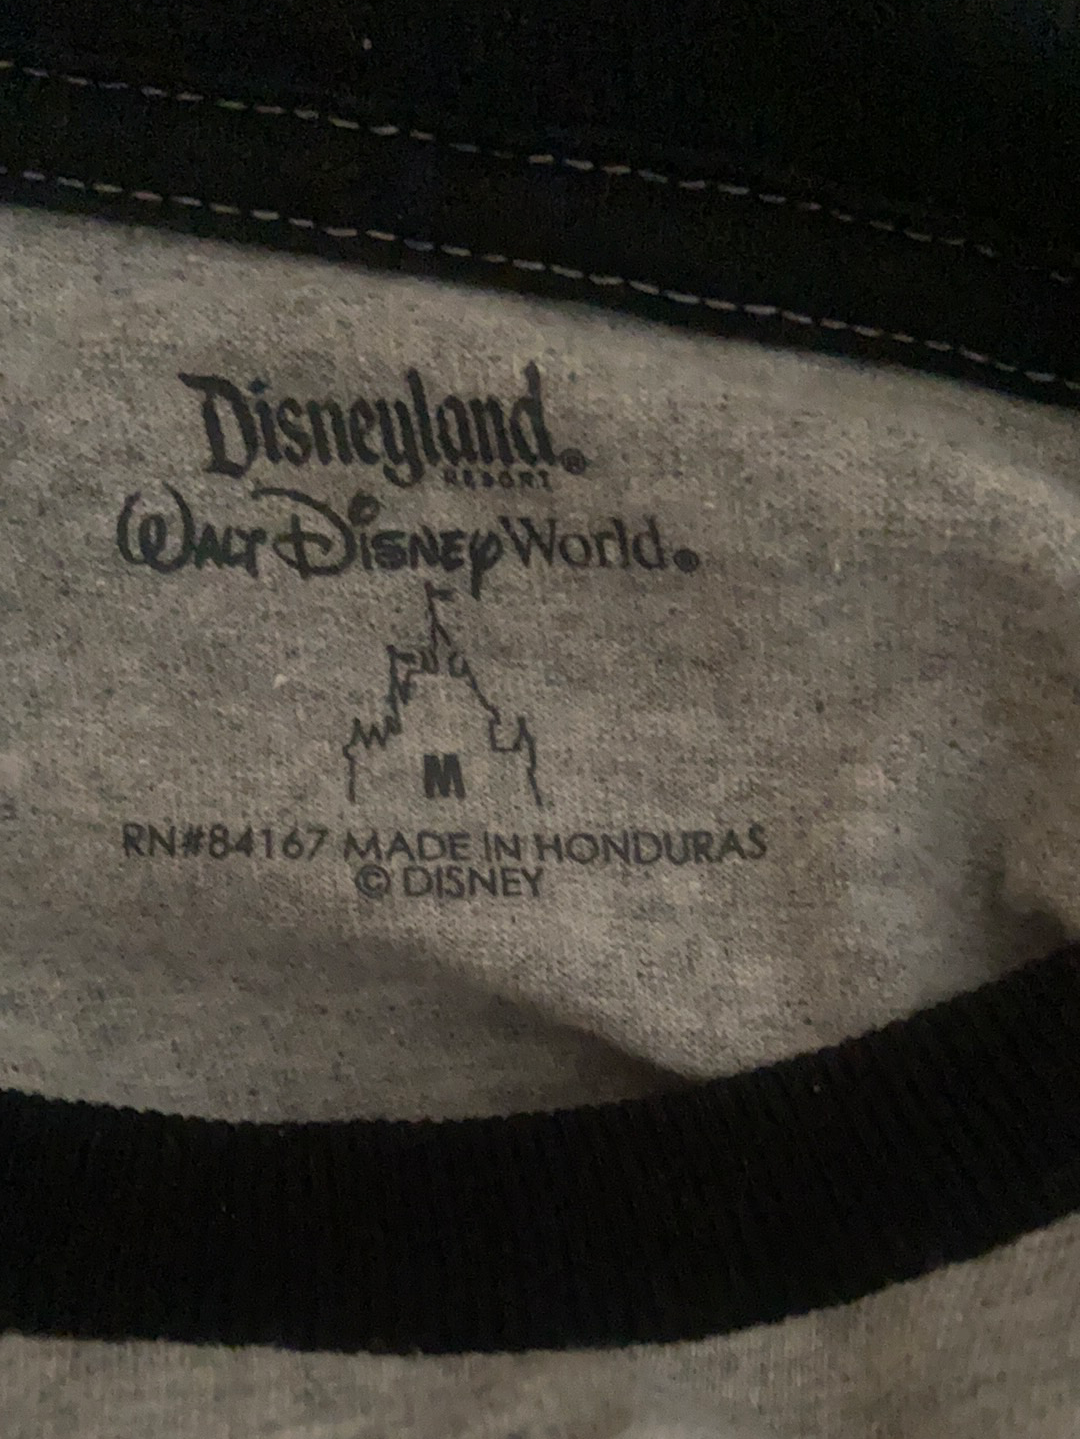 Disneyland®
RESORT
WALT DISNEY World®
M
RN#84167 MADE IN HONDURAS
© DISNEY